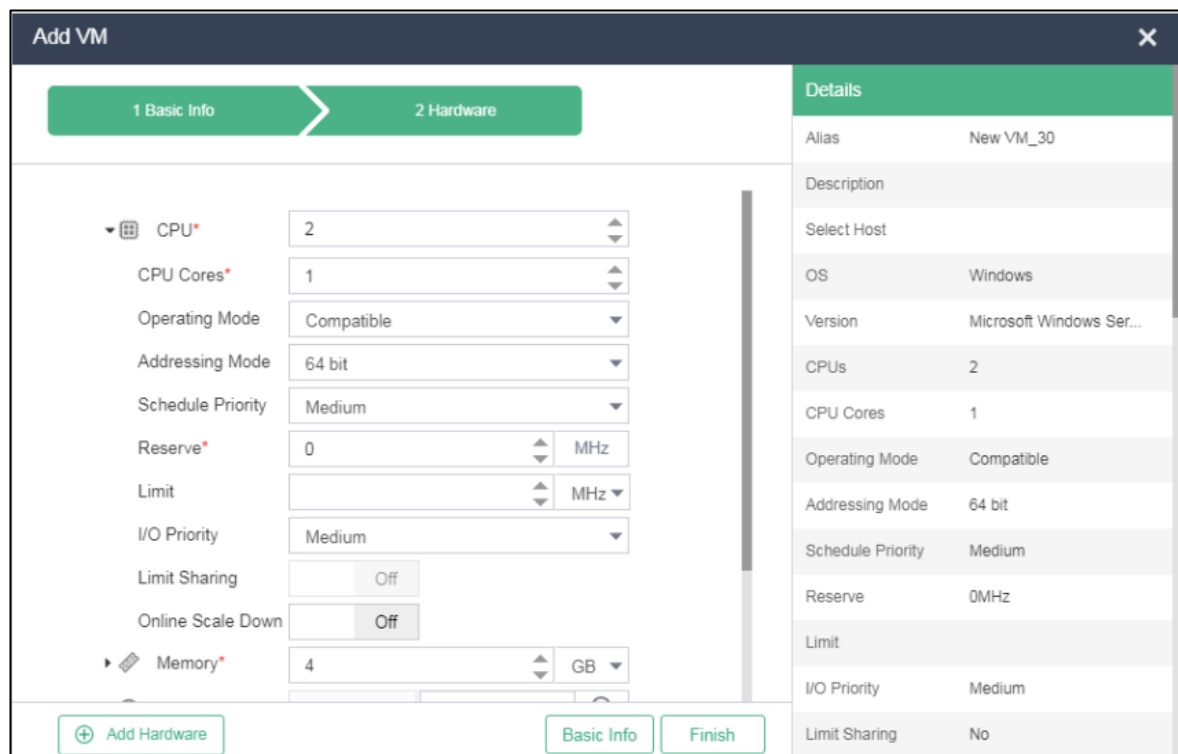 Add VM
1 Basic Info
2 Hardware
CPU* 2
CPU Cores* 1
Operating Mode Compatible
Addressing Mode 64 bit
Schedule Priority Medium
Reserve* 0 MHz
Limit MHz
I/O Priority Medium
Limit Sharing Off
Online Scale Down Off
Memory* 4 GB
Add Hardware
Basic Info
Finish
Details
Alias New VM_30
Description
Select Host
OS Windows
Version Microsoft Windows Ser...
CPUs 2
CPU Cores 1
Operating Mode Compatible
Addressing Mode 64 bit
Schedule Priority Medium
Reserve 0MHz
Limit
I/O Priority Medium
Limit Sharing No